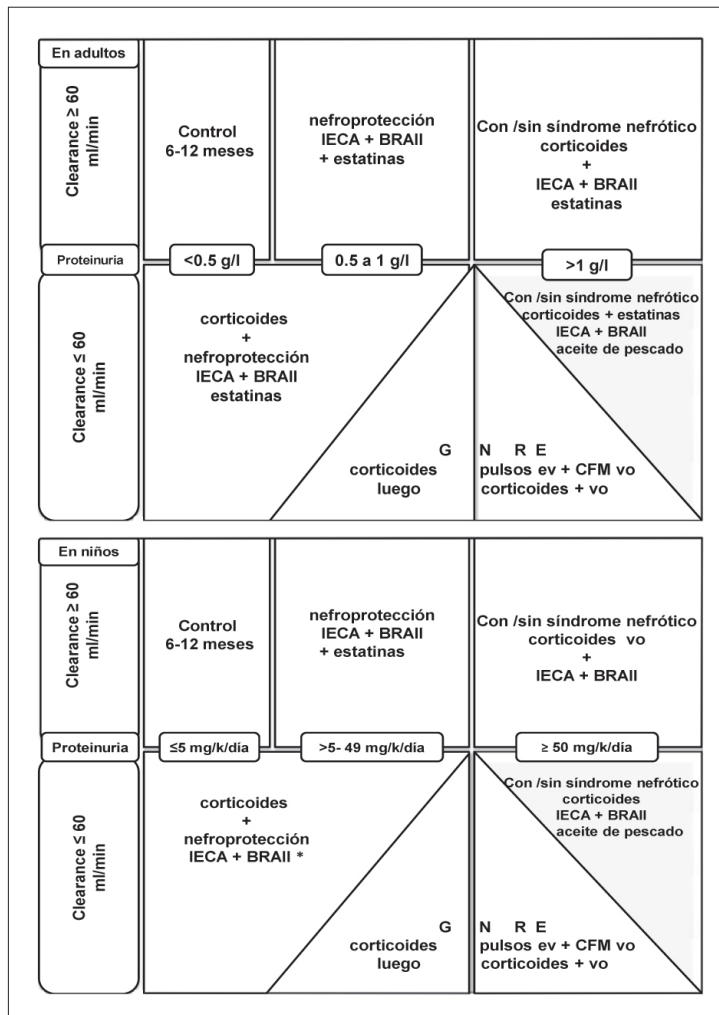 En adultos
Clearance ≥ 60
ml/min
Control
6-12 meses
nefroprotección
IECA + BRAII
+ estatinas
Con /sin síndrome nefrótico
corticoides
+
IECA + BRAII
estatinas
Proteinuria
<0.5 g/l
0.5 a 1 g/l
>1 g/l
Clearance ≤ 60
ml/min
corticoides
+
nefroprotección
IECA + BRAII
estatinas
Con /sin síndrome nefrótico
corticoides + estatinas
IECA + BRAII
aceite de pescado
G N R E
corticoides pulsos ev + CFM vo
luego corticoides + vo
En niños
Clearance ≥ 60
ml/min
Control
6-12 meses
nefroprotección
IECA + BRAII
+ estatinas
Con /sin síndrome nefrótico
corticoides vo
+
IECA + BRAII
Proteinuria
≤5 mg/k/día
>5- 49 mg/k/día
≥ 50 mg/k/día
Clearance ≤ 60
ml/min
corticoides
+
nefroprotección
IECA + BRAII *
Con /sin síndrome nefrótico
corticoides
IECA + BRAII
aceite de pescado
G N R E
corticoides pulsos ev + CFM vo
luego corticoides + vo